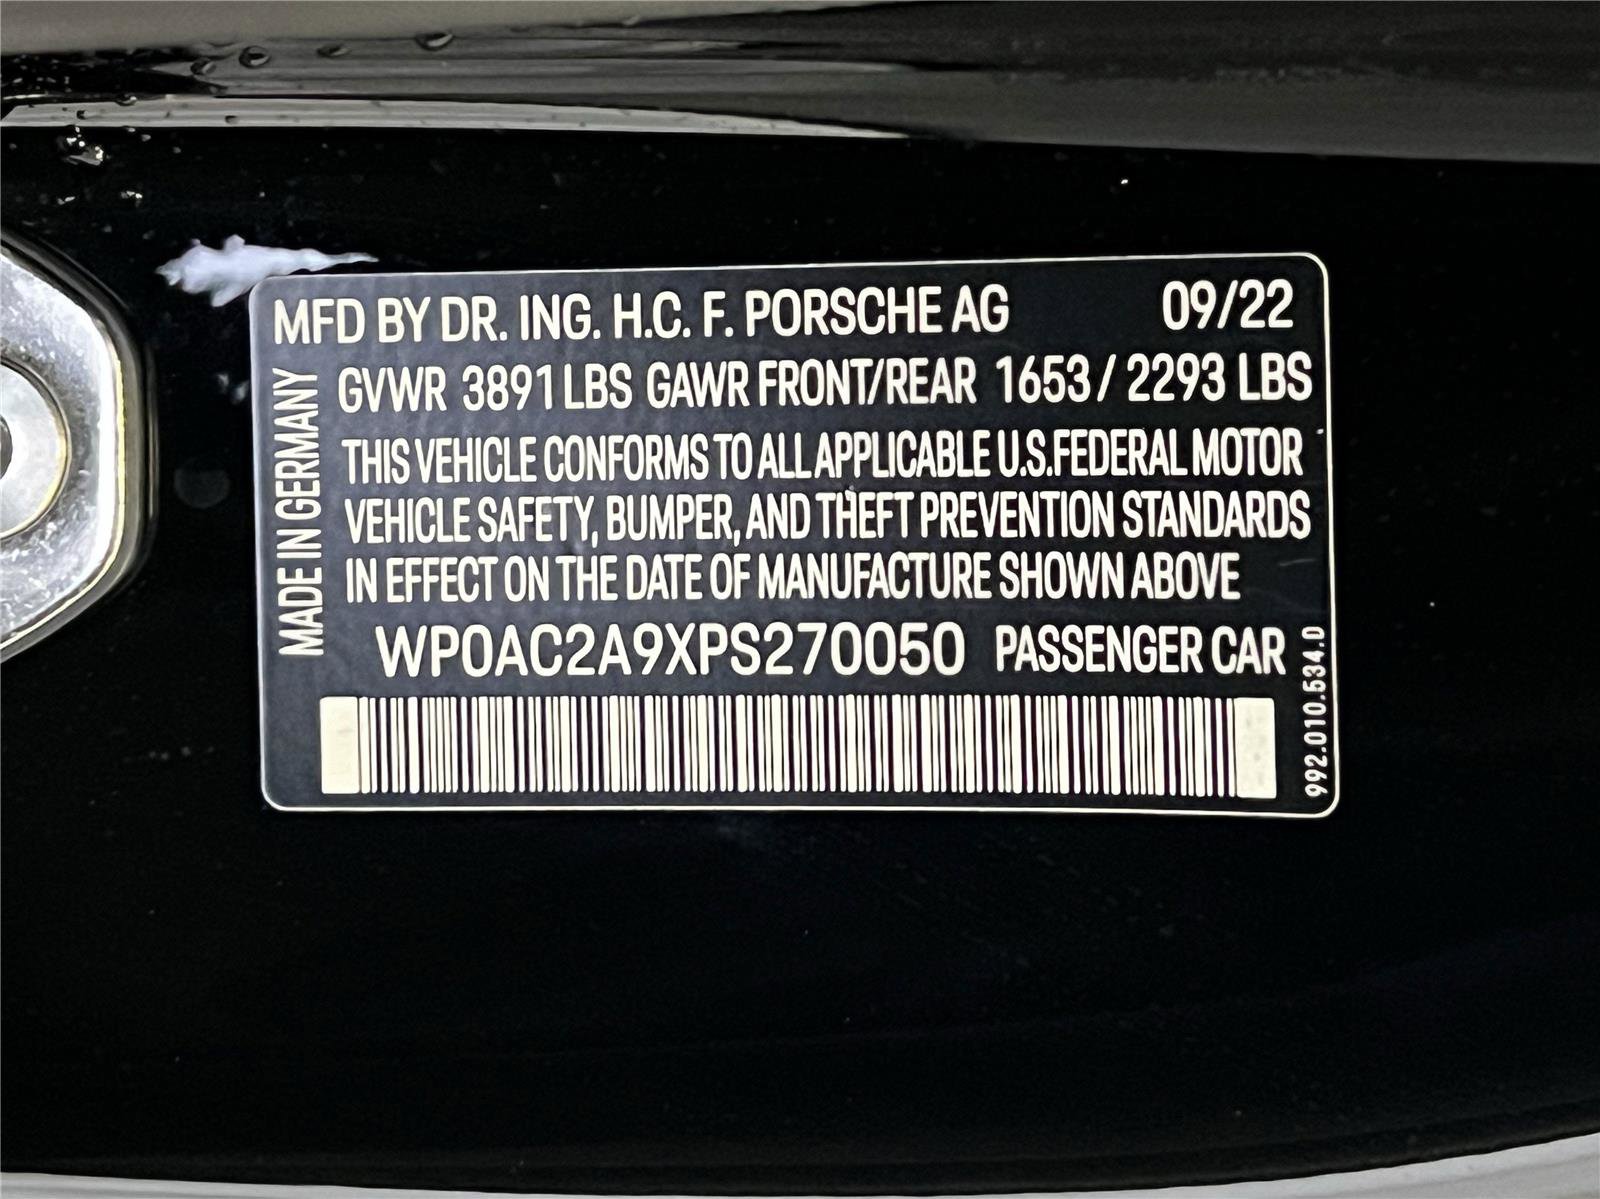 MFD BY DR. ING. H.C. F. PORSCHE AG 09/22
GVWR 3891 LBS GAWR FRONT/REAR 1653 / 2293 LBS
THIS VEHICLE CONFORMS TO ALL APPLICABLE U.S.FEDERAL MOTOR
VEHICLE SAFETY, BUMPER, AND THEFT PREVENTION STANDARDS
IN EFFECT ON THE DATE OF MANUFACTURE SHOWN ABOVE
WP0AC2A9XPS270050 PASSENGER CAR
MADE IN GERMANY
992.010.534.0